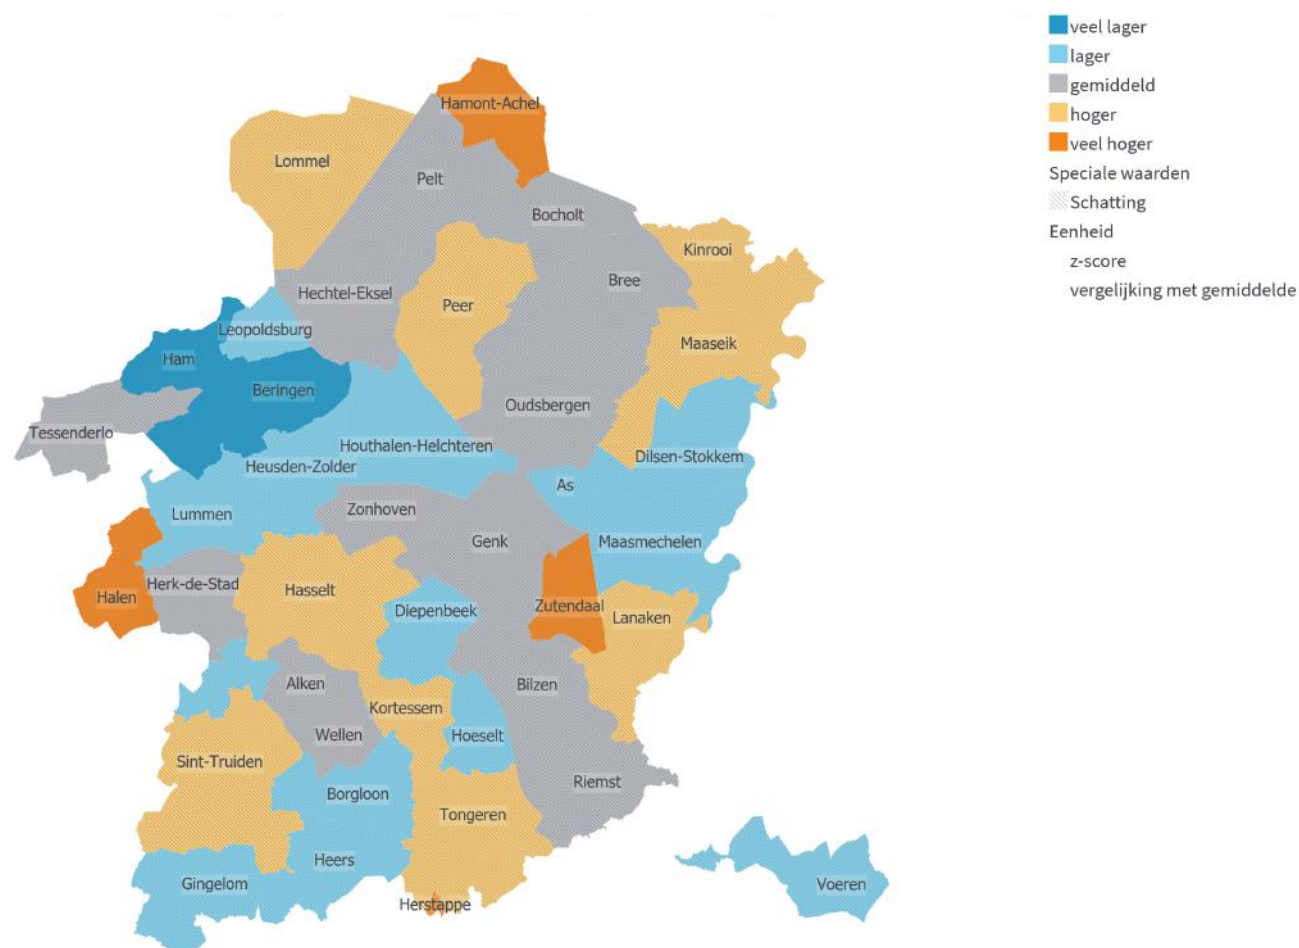 veel lager
lager
gemiddeld
hoger
veel hoger
Speciale waarden
Schatting
Eenheid
z-score
vergelijking met gemiddelde
Hamont-Achel
Lommel
Pelt
Bocholt
Kinrooi
Bree
Hechtel-Eksel
Peer
Leopoldsburg
Maaseik
Ham
Beringen
Oudsbergen
Tessenderlo
Houthalen-Helchteren
Dilsen-Stokkem
Heusden-Zolder
As
Zonhoven
Lummen
Genk
Maasmechelen
Herk-de-Stad
Hasselt
Halen
Diepenbeek
Zutendaal
Lanaken
Alken
Bilzen
Kortessem
Wellen
Hoeselt
Sint-Truiden
Riemst
Borgloon
Tongeren
Heers
Gingelom
Voeren
Herstappe